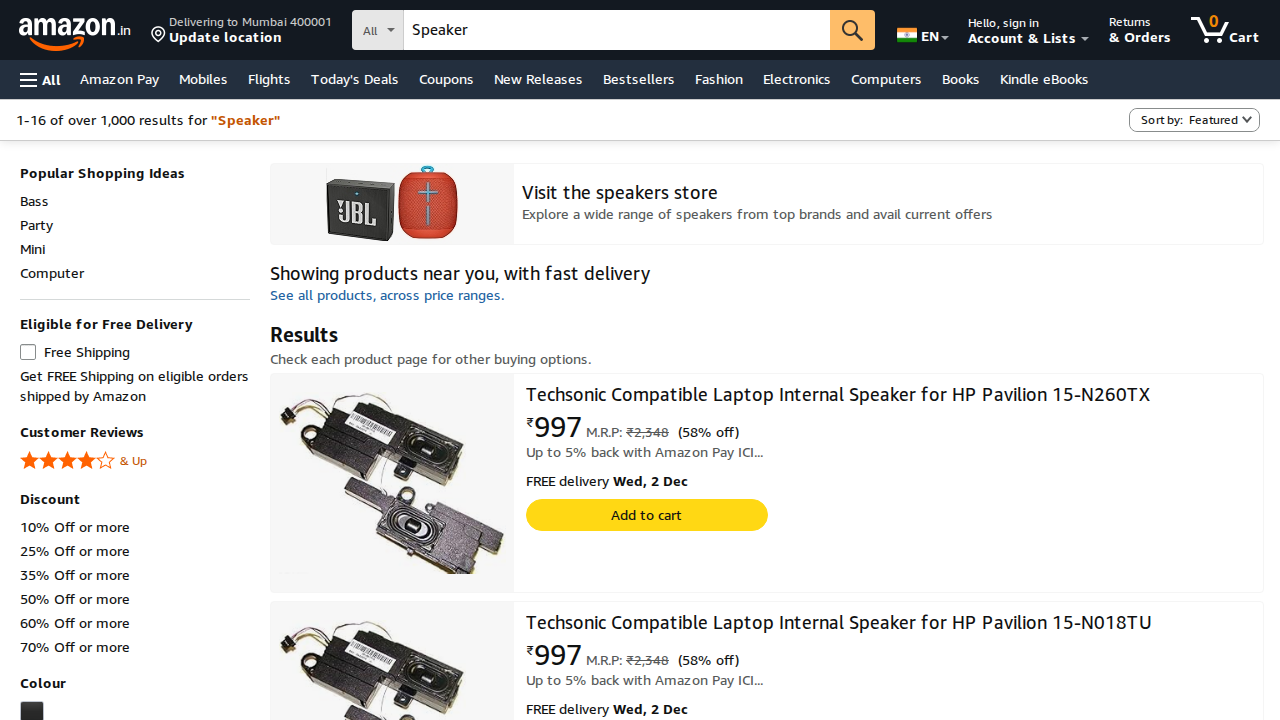 amazon.in
Delivering to Mumbai 400001
Update location
All
Speaker
EN
Hello, sign in
Account & Lists
Returns
& Orders
0
Cart
All
Amazon Pay
Mobiles
Flights
Today's Deals
Coupons
New Releases
Bestsellers
Fashion
Electronics
Computers
Books
Kindle eBooks
1-16 of over 1,000 results for "Speaker"
Sort by: Featured
Popular Shopping Ideas
Bass
Party
Mini
Computer
Eligible for Free Delivery
Free Shipping
Get FREE Shipping on eligible orders
shipped by Amazon
Customer Reviews
& Up
Discount
10% Off or more
25% Off or more
35% Off or more
50% Off or more
60% Off or more
70% Off or more
Colour
JBL
Visit the speakers store
Explore a wide range of speakers from top brands and avail current offers
Showing products near you, with fast delivery
See all products, across price ranges.
Results
Check each product page for other buying options.
Techsonic Compatible Laptop Internal Speaker for HP Pavilion 15-N260TX
₹997 M.R.P: ₹2,348 (58% off)
Up to 5% back with Amazon Pay ICI...
FREE delivery Wed, 2 Dec
Add to cart
Techsonic Compatible Laptop Internal Speaker for HP Pavilion 15-N018TU
₹997 M.R.P: ₹2,348 (58% off)
Up to 5% back with Amazon Pay ICI...
FREE delivery Wed, 2 Dec